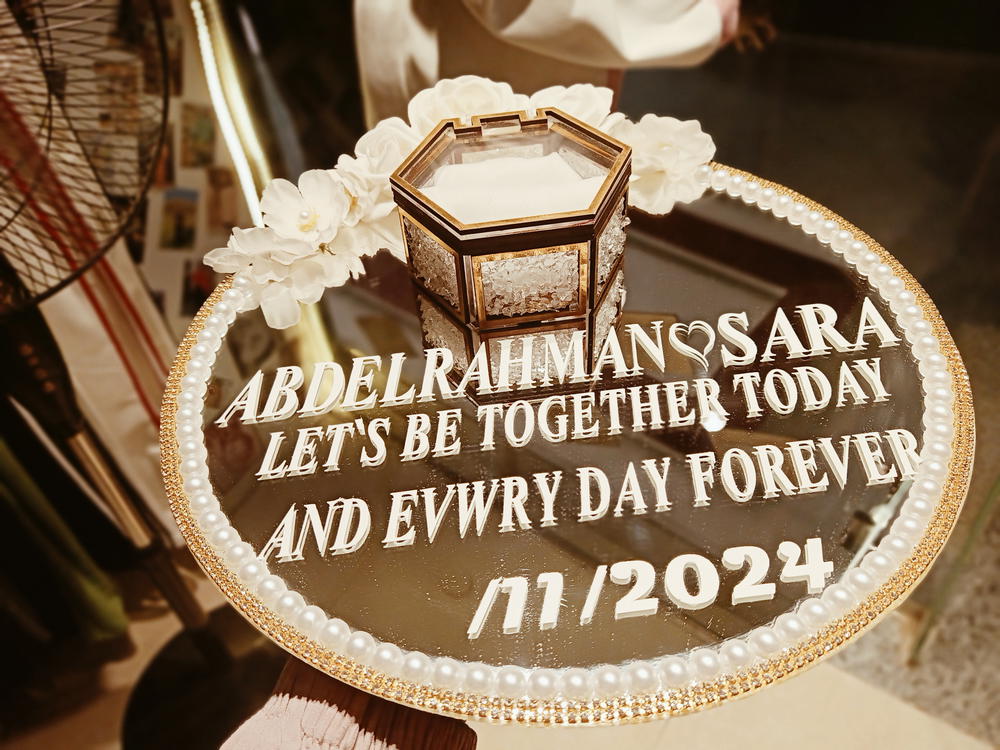 ABDELRAHMAN♡SARA
LET'S BE TOGETHER TODAY
AND EVWRY DAY FOREVER
/11/2024